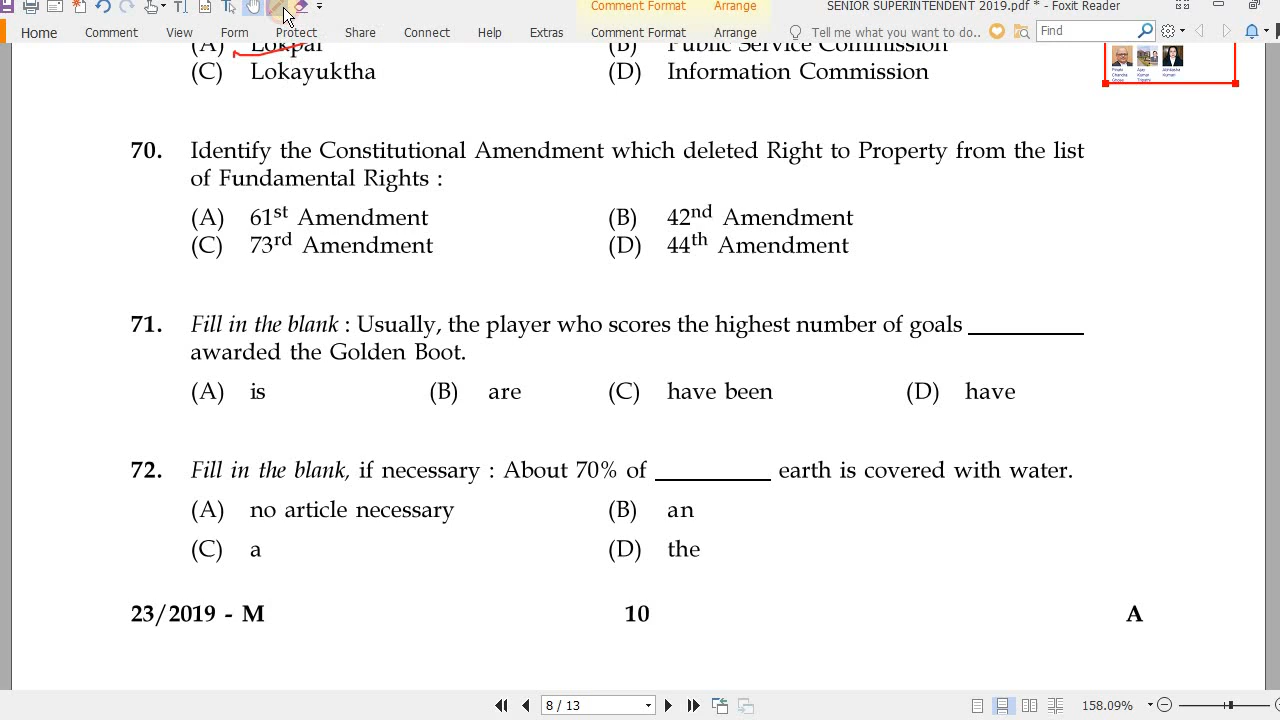 SENIOR SUPERINTENDENT 2019.pdf * - Foxit Reader
Comment Format Arrange
Home Comment View Form Protect Share Connect Help Extras Comment Format Arrange Tell me what you want to do.. Find
(A) Lokpal (B) Public Service Commission
(C) Lokayuktha (D) Information Commission
70. Identify the Constitutional Amendment which deleted Right to Property from the list
of Fundamental Rights :
(A) 61st Amendment (B) 42nd Amendment
(C) 73rd Amendment (D) 44th Amendment
71. Fill in the blank : Usually, the player who scores the highest number of goals __________
awarded the Golden Boot.
(A) is (B) are (C) have been (D) have
72. Fill in the blank, if necessary : About 70% of __________ earth is covered with water.
(A) no article necessary (B) an
(C) a (D) the
23/2019 - M 10 A
8 / 13 158.09%